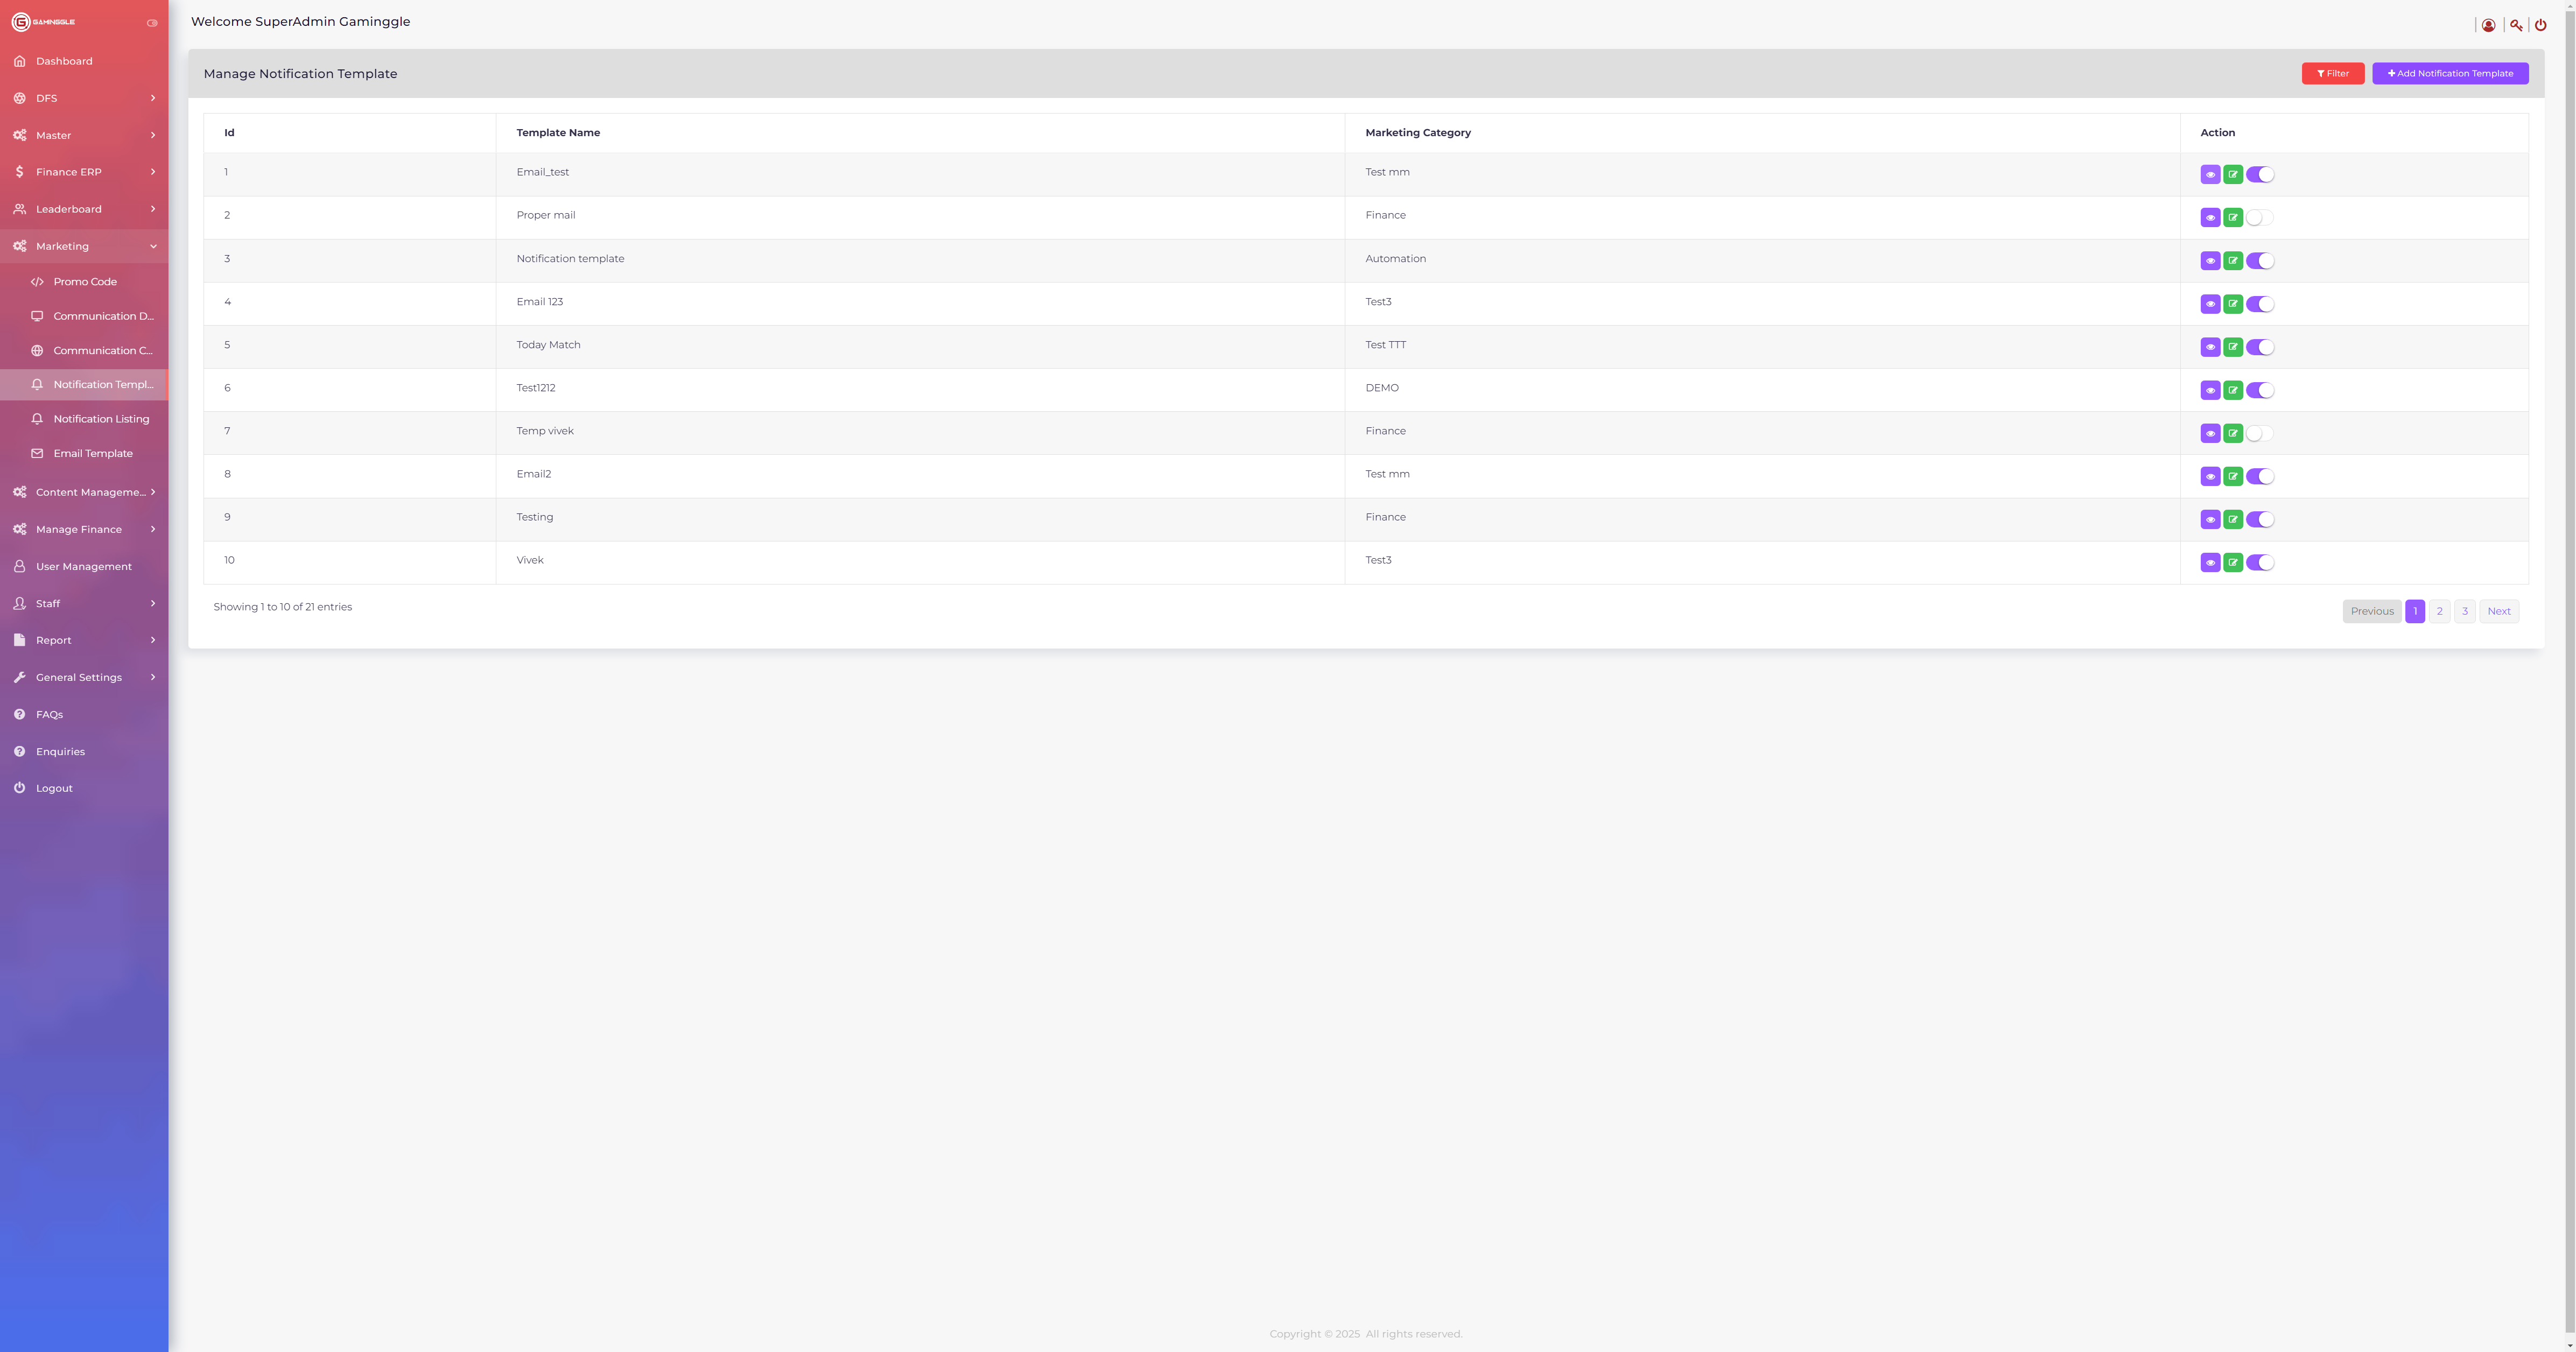 GAMINGGLE
Welcome SuperAdmin Gaminggle
Dashboard
DFS
Master
Finance ERP
Leaderboard
Marketing
Promo Code
Communication D...
Communication C...
Notification Templ...
Notification Listing
Email Template
Content Manageme...
Manage Finance
User Management
Staff
Report
General Settings
FAQs
Enquiries
Logout
Manage Notification Template
Filter
Add Notification Template
Id Template Name Marketing Category Action
1 Email_test Test mm
2 Proper mail Finance
3 Notification template Automation
4 Email 123 Test3
5 Today Match Test TTT
6 Test1212 DEMO
7 Temp vivek Finance
8 Email2 Test mm
9 Testing Finance
10 Vivek Test3
Showing 1 to 10 of 21 entries
Previous 1 2 3 Next
Copyright © 2025 All rights reserved.